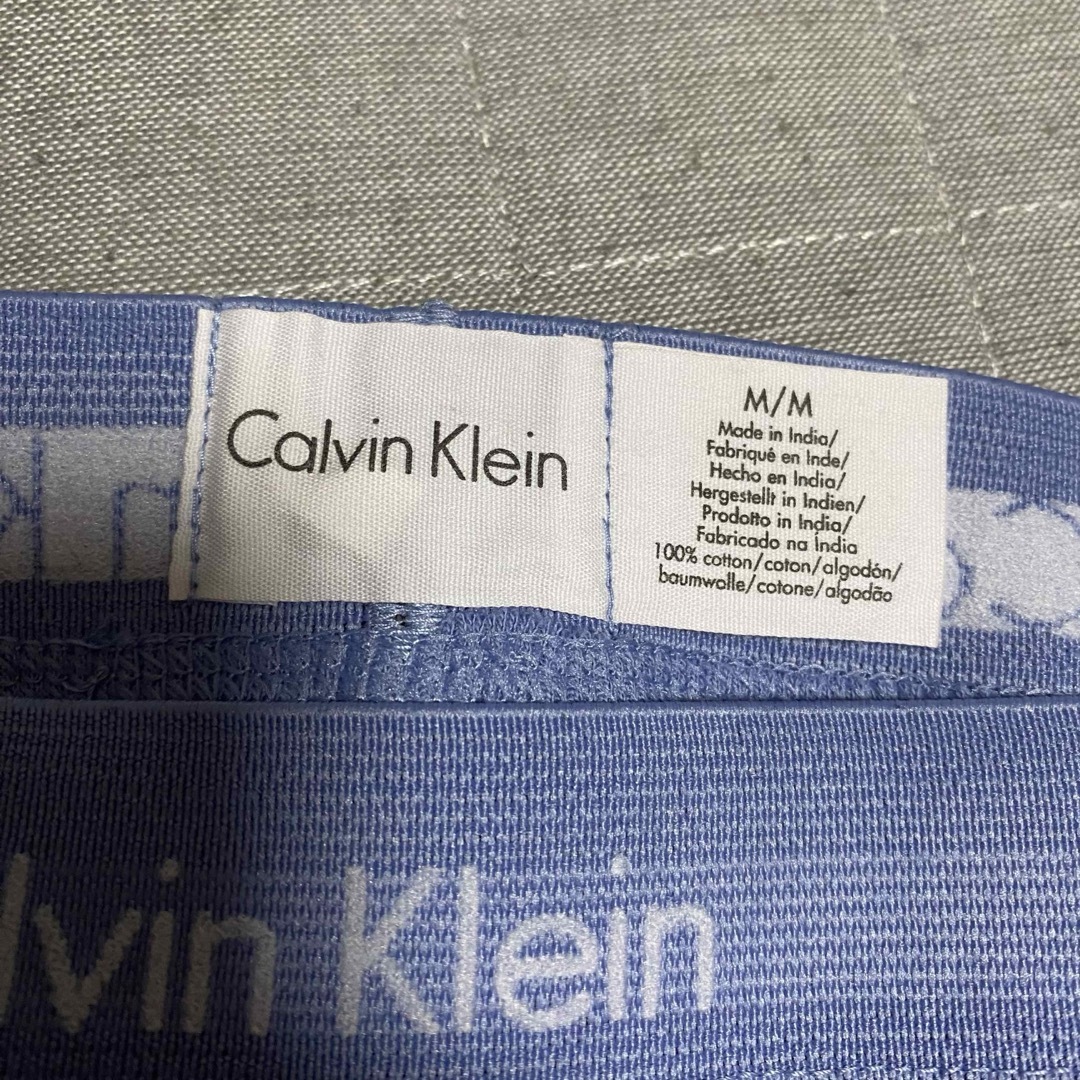 Calvin Klein
M/M
Made in India/
Fabriqué en Inde/
Hecho en India/
Hergestellt in Indien/
Prodotto in India/
Fabricado na India
100% cotton/coton/algodón/
baumwolle/cotone/algodão
lvin Klein